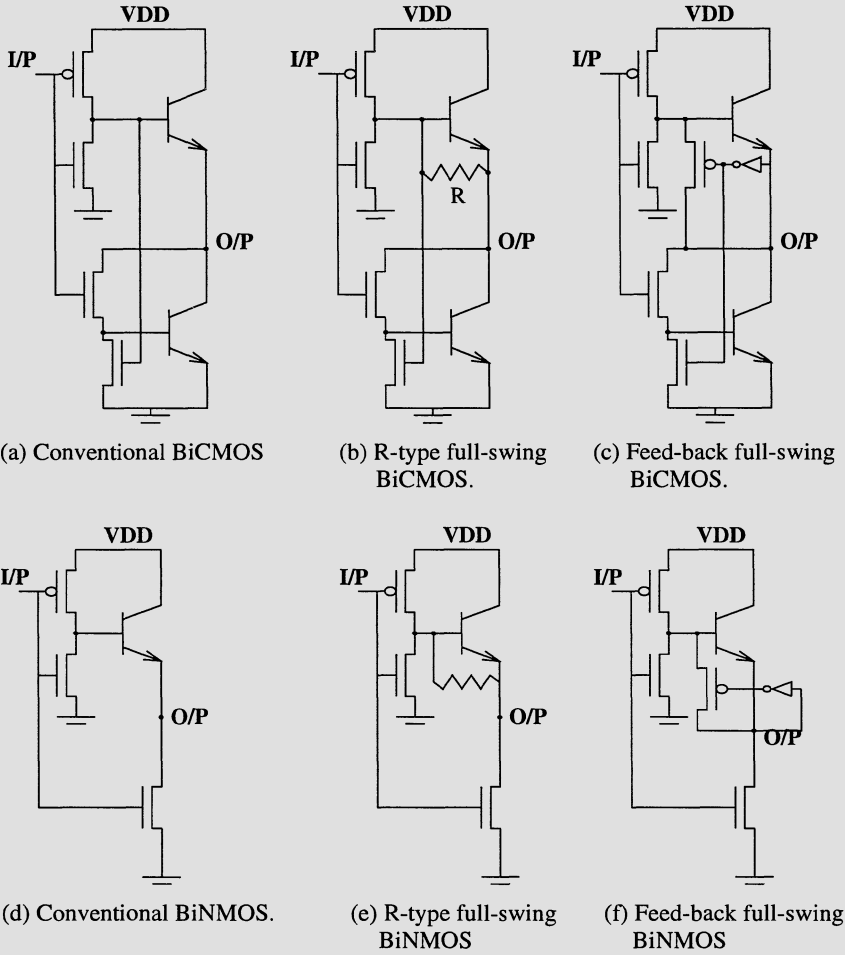 VDD VDD VDD
I/P I/P I/P
R
O/P O/P O/P
(a) Conventional BiCMOS (b) R-type full-swing (c) Feed-back full-swing
BiCMOS. BiCMOS.
VDD VDD VDD
I/P I/P I/P
O/P O/P O/P
(d) Conventional BiNMOS. (e) R-type full-swing (f) Feed-back full-swing
BiNMOS BiNMOS